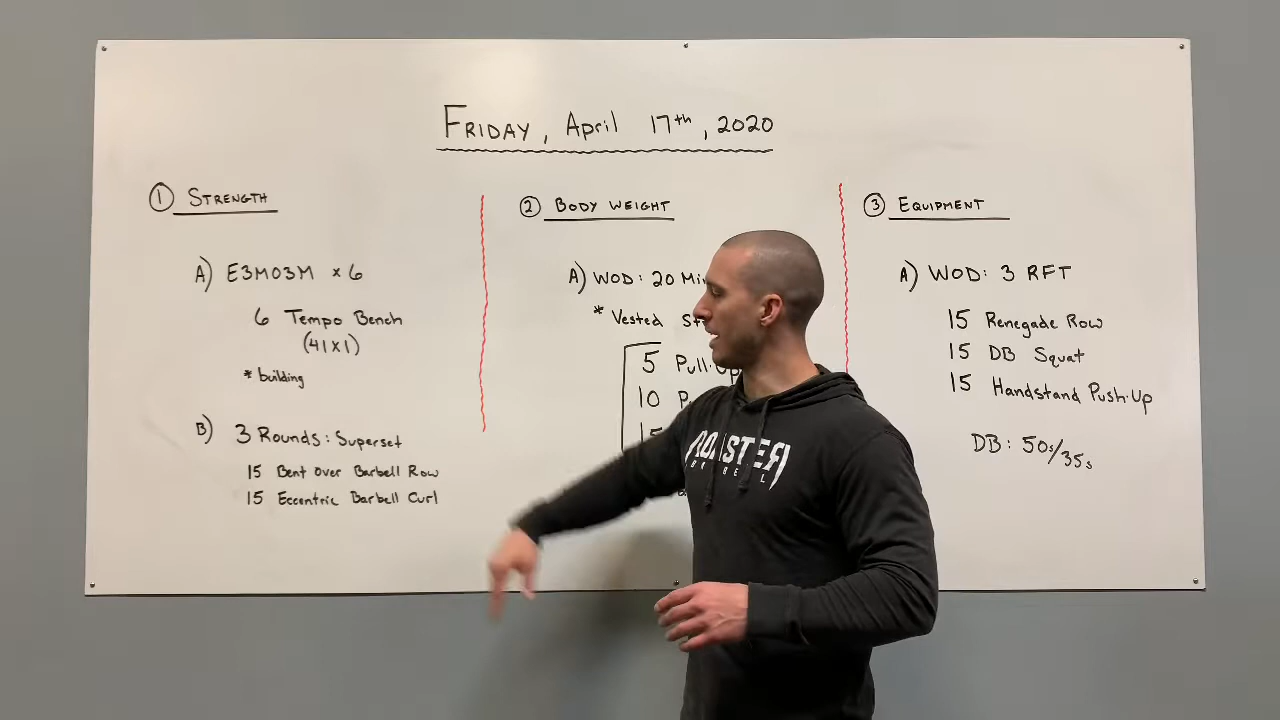 Friday, April 17th, 2020
① Strength
A) E3MO3M x 6
6 Tempo Bench
(41x1)
* building
B) 3 Rounds: Superset
15 Bent Over Barbell Row
15 Eccentric Barbell Curl
② Body Weight
A) WOD: 20
* Vested
5 Pull-Up
10
③ Equipment
A) WOD: 3 RFT
15 Renegade Row
15 DB Squat
15 Handstand Push-Up
DB: 50s/35s
MONSTER
BARBELL